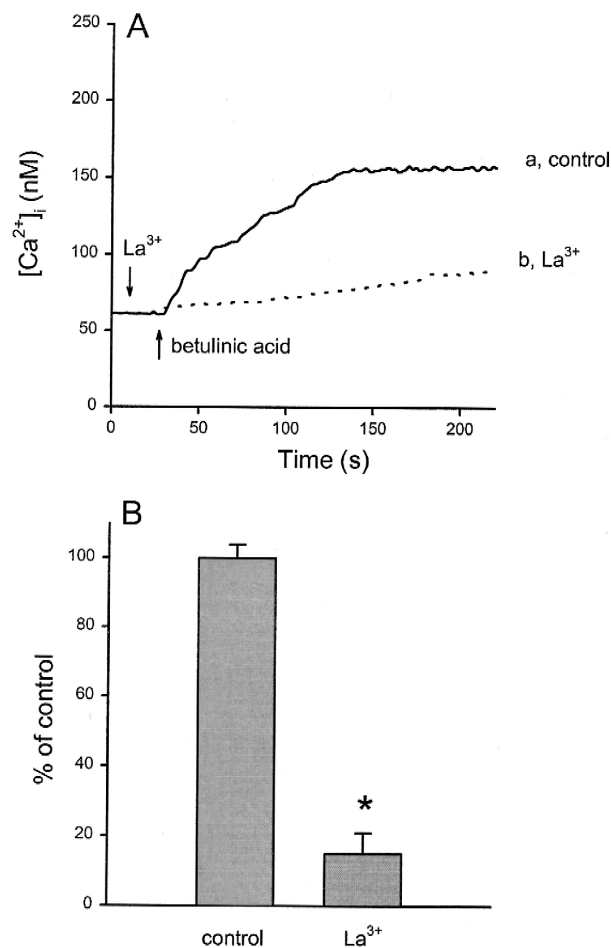 A
250
200
150
100
50
0
[Ca²⁺]ᵢ (nM)
La³⁺
betulinic acid
a, control
b, La³⁺
0 50 100 150 200
Time (s)
B
100
80
60
40
20
0
% of control
*
control La³⁺